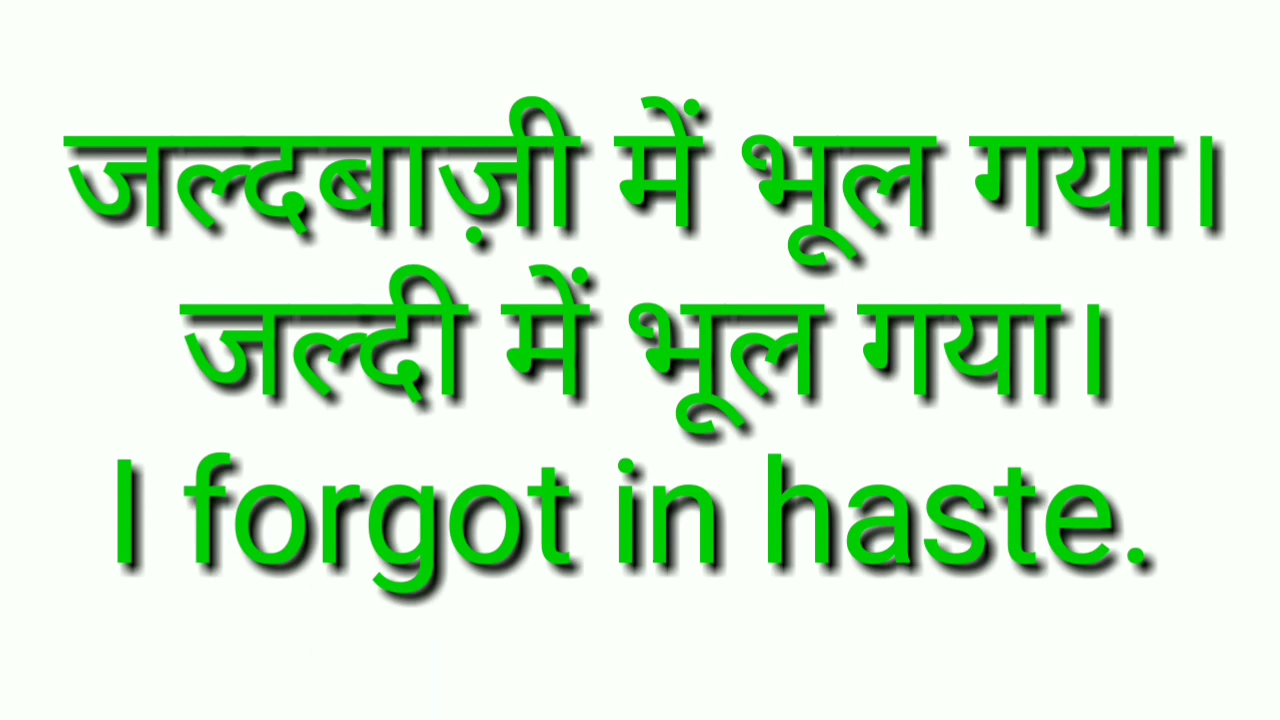 जल्दबाज़ी में भूल गया।
जल्दी में भूल गया।
I forgot in haste.